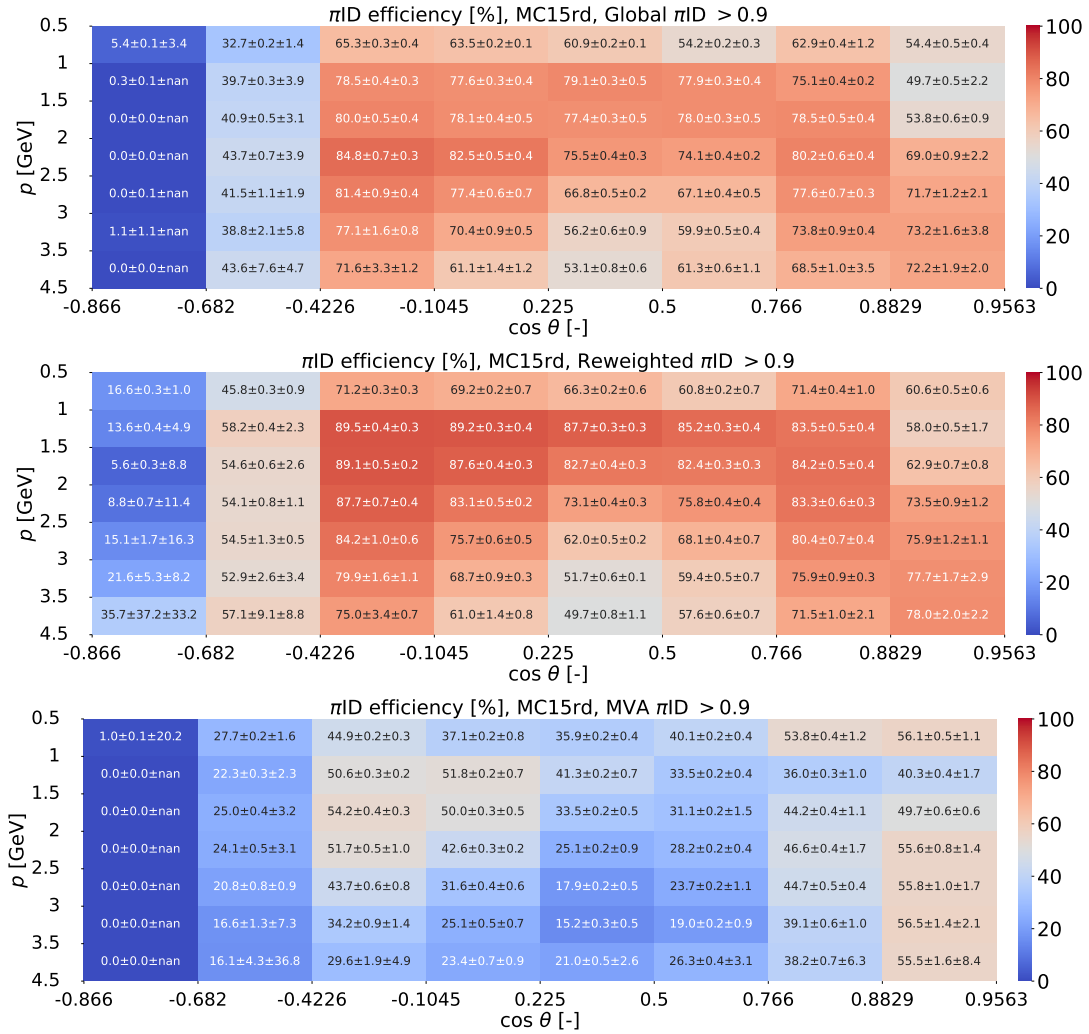 πID efficiency [%], MC15rd, Global πID > 0.9
0.5 5.4±0.1±3.4 32.7±0.2±1.4 65.3±0.3±0.4 63.5±0.2±0.1 60.9±0.2±0.1 54.2±0.2±0.3 62.9±0.4±1.2 54.4±0.5±0.4 100
1 0.3±0.1±nan 39.7±0.3±3.9 78.5±0.4±0.3 77.6±0.3±0.4 79.1±0.3±0.5 77.9±0.3±0.4 75.1±0.4±0.2 49.7±0.5±2.2 80
1.5 0.0±0.0±nan 40.9±0.5±3.1 80.0±0.5±0.4 78.1±0.4±0.5 77.4±0.3±0.5 78.0±0.3±0.5 78.5±0.5±0.4 53.8±0.6±0.9 60
2 0.0±0.0±nan 43.7±0.7±3.9 84.8±0.7±0.3 82.5±0.5±0.4 75.5±0.4±0.3 74.1±0.4±0.2 80.2±0.6±0.4 69.0±0.9±2.2
2.5 0.0±0.1±nan 41.5±1.1±1.9 81.4±0.9±0.4 77.4±0.6±0.7 66.8±0.5±0.2 67.1±0.4±0.5 77.6±0.7±0.3 71.7±1.2±2.1 40
3 1.1±1.1±nan 38.8±2.1±5.8 77.1±1.6±0.8 70.4±0.9±0.5 56.2±0.6±0.9 59.9±0.5±0.4 73.8±0.9±0.4 73.2±1.6±3.8 20
3.5 0.0±0.0±nan 43.6±7.6±4.7 71.6±3.3±1.2 61.1±1.4±1.2 53.1±0.8±0.6 61.3±0.6±1.1 68.5±1.0±3.5 72.2±1.9±2.0
4.5 0
p [GeV]
-0.866 -0.682 -0.4226 -0.1045 0.225 0.5 0.766 0.8829 0.9563
cos θ [-]
πID efficiency [%], MC15rd, Reweighted πID > 0.9
0.5 16.6±0.3±1.0 45.8±0.3±0.9 71.2±0.3±0.3 69.2±0.2±0.7 66.3±0.2±0.6 60.8±0.2±0.7 71.4±0.4±1.0 60.6±0.5±0.6 100
1 13.6±0.4±4.9 58.2±0.4±2.3 89.5±0.4±0.3 89.2±0.3±0.4 87.7±0.3±0.3 85.2±0.3±0.4 83.5±0.5±0.4 58.0±0.5±1.7 80
1.5 5.6±0.3±8.8 54.6±0.6±2.6 89.1±0.5±0.2 87.6±0.4±0.3 82.7±0.4±0.3 82.4±0.3±0.3 84.2±0.5±0.4 62.9±0.7±0.8 60
2 8.8±0.7±11.4 54.1±0.8±1.1 87.7±0.7±0.4 83.1±0.5±0.2 73.1±0.4±0.3 75.8±0.4±0.4 83.3±0.6±0.3 73.5±0.9±1.2
2.5 15.1±1.7±16.3 54.5±1.3±0.5 84.2±1.0±0.6 75.7±0.6±0.5 62.0±0.5±0.2 68.1±0.4±0.7 80.4±0.7±0.4 75.9±1.2±1.1 40
3 21.6±5.3±8.2 52.9±2.6±3.4 79.9±1.6±1.1 68.7±0.9±0.3 51.7±0.6±0.1 59.4±0.5±0.7 75.9±0.9±0.3 77.7±1.7±2.9 20
3.5 35.7±37.2±33.2 57.1±9.1±8.8 75.0±3.4±0.7 61.0±1.4±0.8 49.7±0.8±1.1 57.6±0.6±0.7 71.5±1.0±2.1 78.0±2.0±2.2
4.5 0
p [GeV]
-0.866 -0.682 -0.4226 -0.1045 0.225 0.5 0.766 0.8829 0.9563
cos θ [-]
πID efficiency [%], MC15rd, MVA πID > 0.9
0.5 1.0±0.1±20.2 27.7±0.2±1.6 44.9±0.2±0.3 37.1±0.2±0.8 35.9±0.2±0.4 40.1±0.2±0.4 53.8±0.4±1.2 56.1±0.5±1.1 100
1 0.0±0.0±nan 22.3±0.3±2.3 50.6±0.3±0.2 51.8±0.2±0.7 41.3±0.2±0.7 33.5±0.2±0.4 36.0±0.3±1.0 40.3±0.4±1.7 80
1.5 0.0±0.0±nan 25.0±0.4±3.2 54.2±0.4±0.3 50.0±0.3±0.5 33.5±0.2±0.5 31.1±0.2±1.5 44.2±0.4±1.1 49.7±0.6±0.6 60
2 0.0±0.0±nan 24.1±0.5±3.1 51.7±0.5±1.0 42.6±0.3±0.2 25.1±0.2±0.9 28.2±0.2±0.4 46.6±0.4±1.7 55.6±0.8±1.4
2.5 0.0±0.0±nan 20.8±0.8±0.9 43.7±0.6±0.8 31.6±0.4±0.6 17.9±0.2±0.5 23.7±0.2±1.1 44.7±0.5±0.4 55.8±1.0±1.7 40
3 0.0±0.0±nan 16.6±1.3±7.3 34.2±0.9±1.4 25.1±0.5±0.7 15.2±0.3±0.5 19.0±0.2±0.9 39.1±0.6±1.0 56.5±1.4±2.1 20
3.5 0.0±0.0±nan 16.1±4.3±36.8 29.6±1.9±4.9 23.4±0.7±0.9 21.0±0.5±2.6 26.3±0.4±3.1 38.2±0.7±6.3 55.5±1.6±8.4
4.5 0
p [GeV]
-0.866 -0.682 -0.4226 -0.1045 0.225 0.5 0.766 0.8829 0.9563
cos θ [-]